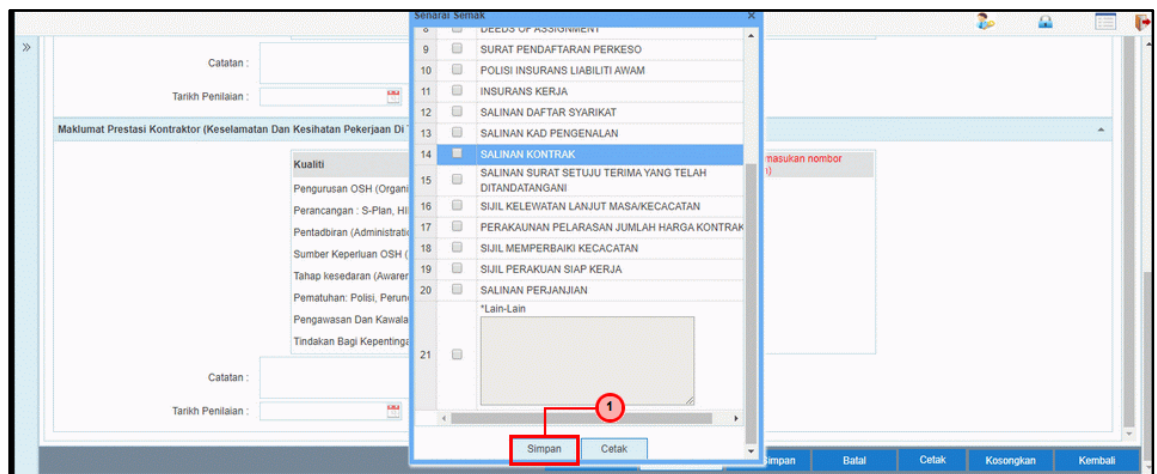 Senarai Semak x
8 DEEDS OF ASSIGNMENT
9 SURAT PENDAFTARAN PERKESO
10 POLISI INSURANS LIABILITI AWAM
11 INSURANS KERJA
12 SALINAN DAFTAR SYARIKAT
13 SALINAN KAD PENGENALAN
14 SALINAN KONTRAK
15 SALINAN SURAT SETUJU TERIMA YANG TELAH
DITANDATANGANI
16 SIJIL KELEWATAN LANJUT MASA/KECACATAN
17 PERAKAUNAN PELARASAN JUMLAH HARGA KONTRAK
18 SIJIL MEMPERBAIKI KECACATAN
19 SIJIL PERAKUAN SIAP KERJA
20 SALINAN PERJANJIAN
*Lain-Lain
21
1
Simpan Cetak
»
Catatan :
Tarikh Penilaian :
Maklumat Prestasi Kontraktor (Keselamatan Dan Kesihatan Pekerjaan Di
Kualiti
masukan nombor
Pengurusan OSH (Organi
Perancangan : S-Plan, HI
Pentadbiran (Administratio
Sumber Keperluan OSH (
Tahap kesedaran (Awaren
Pematuhan: Polisi, Perun
Pengawasan Dan Kawala
Tindakan Bagi Kepentinga
Catatan :
Tarikh Penilaian :
Simpan Batal Cetak Kosongkan Kembali